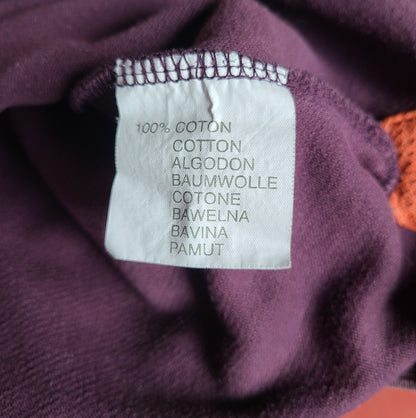 100% COTON
COTTON
ALGODON
BAUMWOLLE
COTONE
BAWELNA
BAVINA
PAMUT